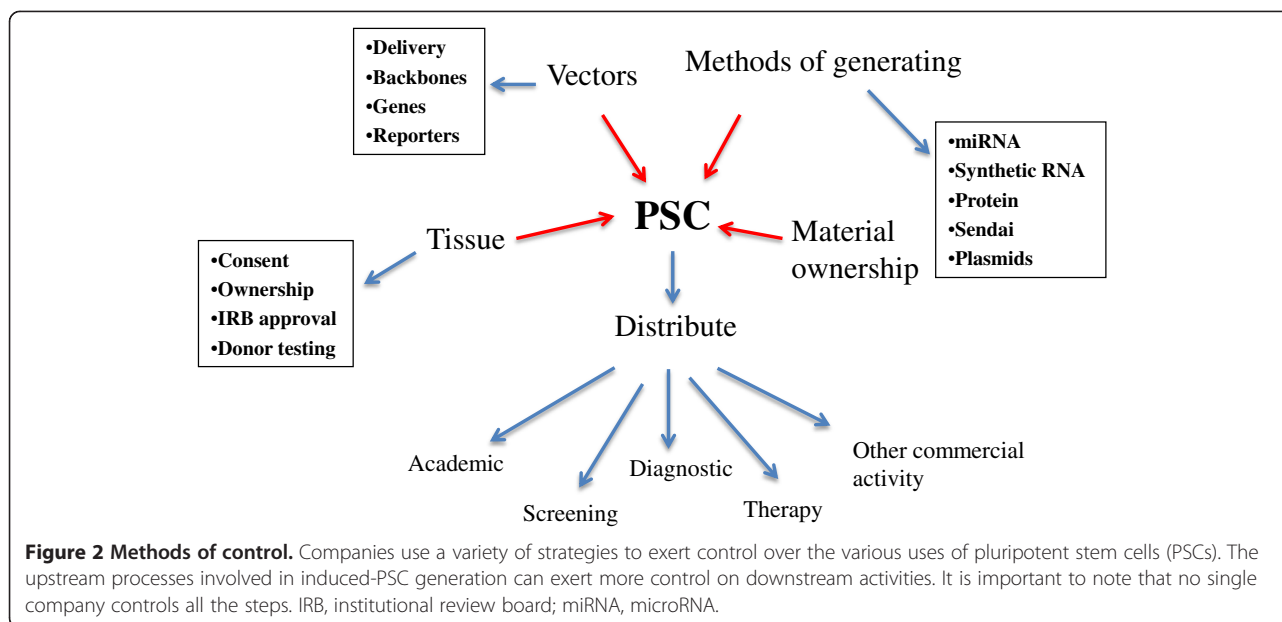 •Delivery
•Backbones
•Genes
•Reporters
Vectors
Methods of generating
•miRNA
•Synthetic RNA
•Protein
•Sendai
•Plasmids
PSC
Tissue
Material
ownership
•Consent
•Ownership
•IRB approval
•Donor testing
Distribute
Academic
Screening
Diagnostic
Therapy
Other commercial
activity
Figure 2 Methods of control. Companies use a variety of strategies to exert control over the various uses of pluripotent stem cells (PSCs). The
upstream processes involved in induced-PSC generation can exert more control on downstream activities. It is important to note that no single
company controls all the steps. IRB, institutional review board; miRNA, microRNA.